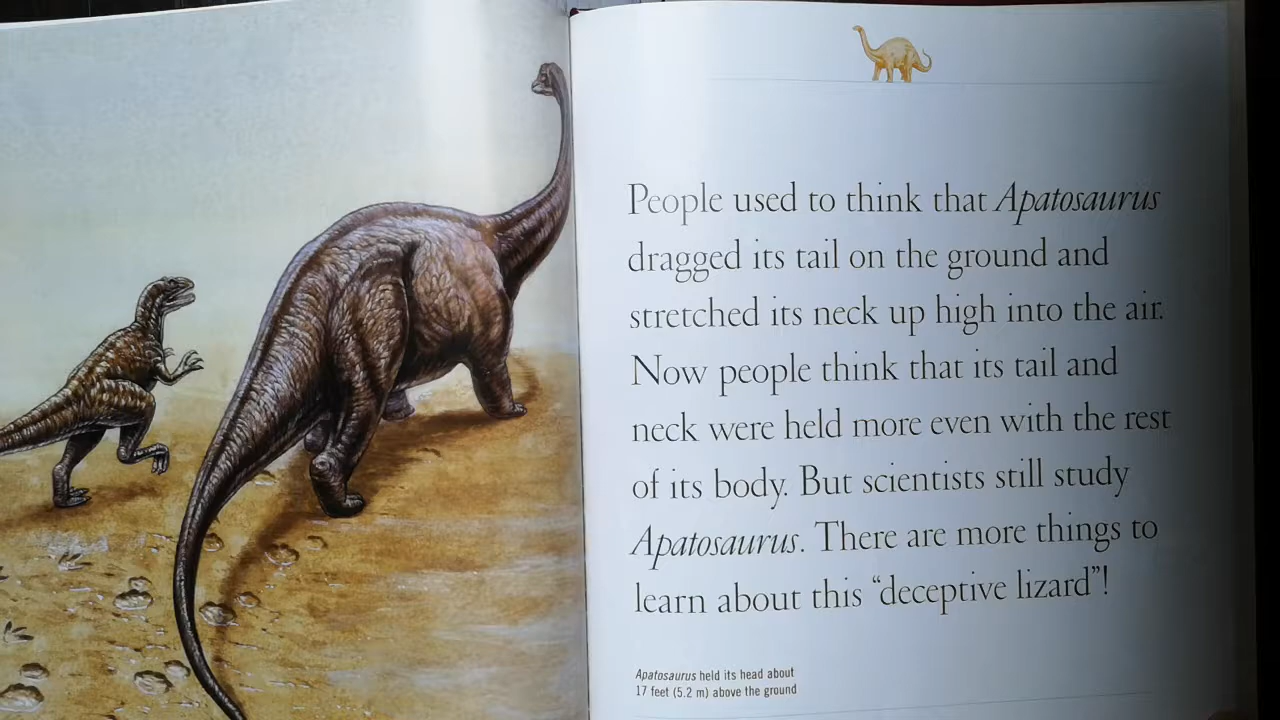 People used to think that Apatosaurus
dragged its tail on the ground and
stretched its neck up high into the air.
Now people think that its tail and
neck were held more even with the rest
of its body. But scientists still study
Apatosaurus. There are more things to
learn about this “deceptive lizard”!
Apatosaurus held its head about
17 feet (5.2 m) above the ground